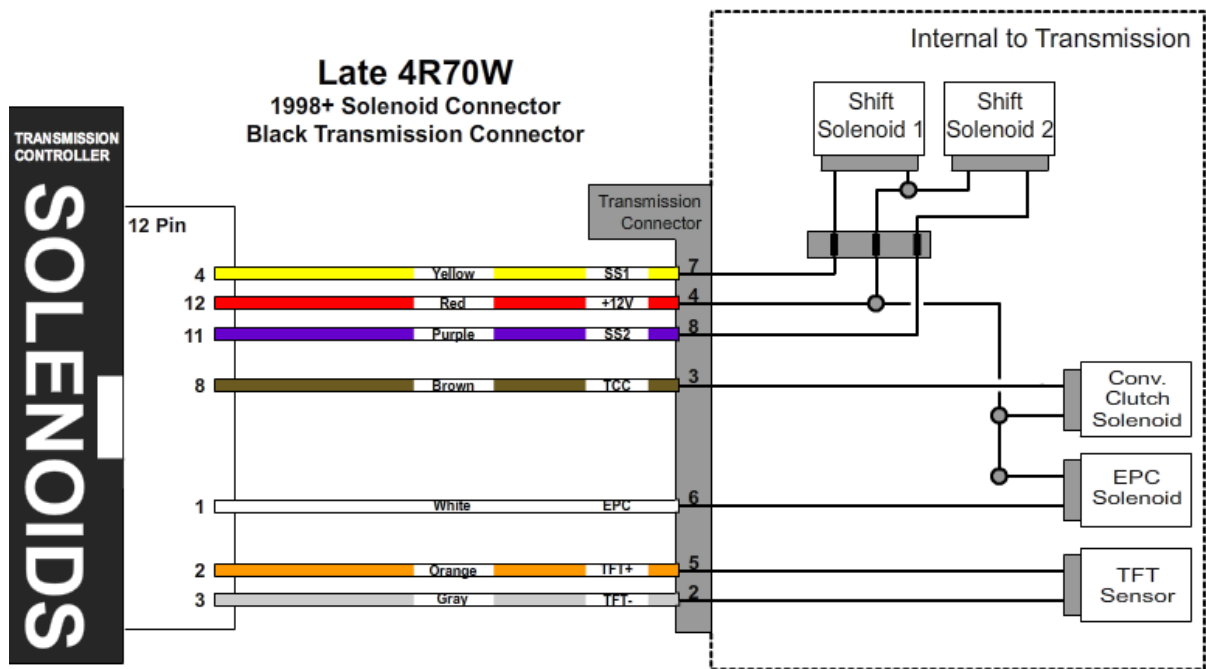 Internal to Transmission
Late 4R70W
1998+ Solenoid Connector
Black Transmission Connector
TRANSMISSION
CONTROLLER
SOLENOIDS
12 Pin
Transmission
Connector
Shift
Solenoid 1
Shift
Solenoid 2
4 Yellow SS1 7
12 Red +12V 4
11 Purple SS2 8
8 Brown TCC 3
1 White EPC 6
2 Orange TFT+ 5
3 Gray TFT- 2
Conv.
Clutch
Solenoid
EPC
Solenoid
TFT
Sensor